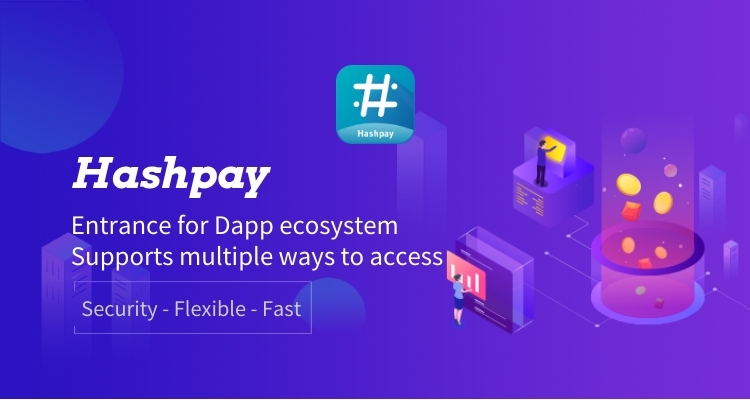 Hashpay
Hashpay
Entrance for Dapp ecosystem
Supports multiple ways to access
Security - Flexible - Fast